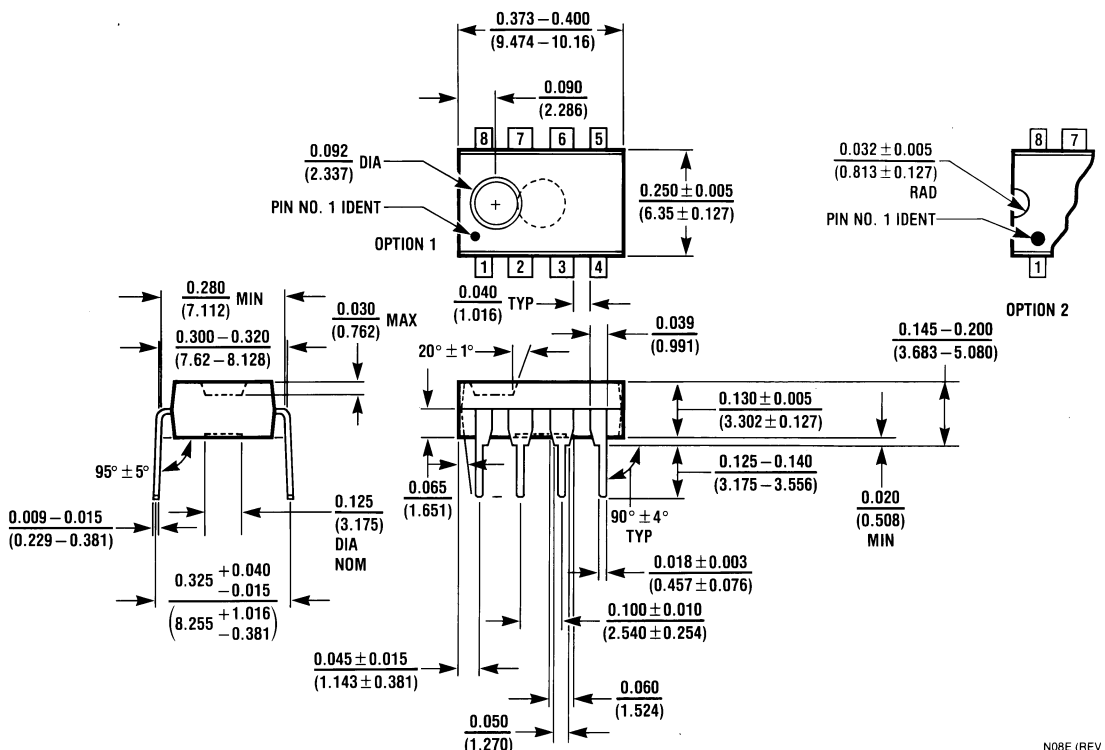 0.373 – 0.400
(9.474 – 10.16)
0.090
(2.286)
8 7 6 5
0.092 DIA
(2.337)
PIN NO. 1 IDENT
OPTION 1
0.250 ± 0.005
(6.35 ± 0.127)
1 2 3 4
8 7
0.032 ± 0.005
(0.813 ± 0.127)
RAD
PIN NO. 1 IDENT
1
OPTION 2
0.280 MIN
(7.112)
0.300 – 0.320
(7.62 – 8.128)
0.030 MAX
(0.762)
0.040 TYP
(1.016)
0.039
(0.991)
0.145 – 0.200
(3.683 – 5.080)
20° ± 1°
0.130 ± 0.005
(3.302 ± 0.127)
95° ± 5°
0.065
(1.651)
0.125 – 0.140
(3.175 – 3.556)
90° ± 4°
TYP
0.020
(0.508)
MIN
0.009 – 0.015
(0.229 – 0.381)
0.125
(3.175)
DIA
NOM
0.018 ± 0.003
(0.457 ± 0.076)
0.325 +0.040 –0.015
(8.255 +1.016 –0.381)
0.100 ± 0.010
(2.540 ± 0.254)
0.045 ± 0.015
(1.143 ± 0.381)
0.060
(1.524)
0.050
(1.270)
N08E (REV